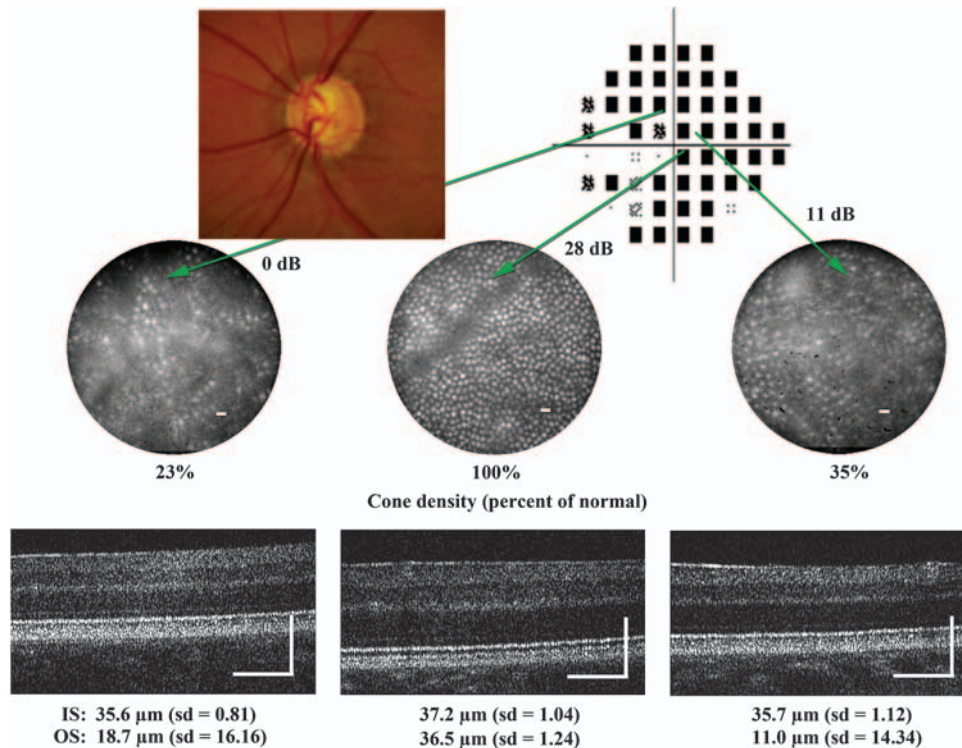 0 dB
28 dB
11 dB
23%
100%
35%
Cone density (percent of normal)
IS: 35.6 µm (sd = 0.81)
OS: 18.7 µm (sd = 16.16)
37.2 µm (sd = 1.04)
36.5 µm (sd = 1.24)
35.7 µm (sd = 1.12)
11.0 µm (sd = 14.34)